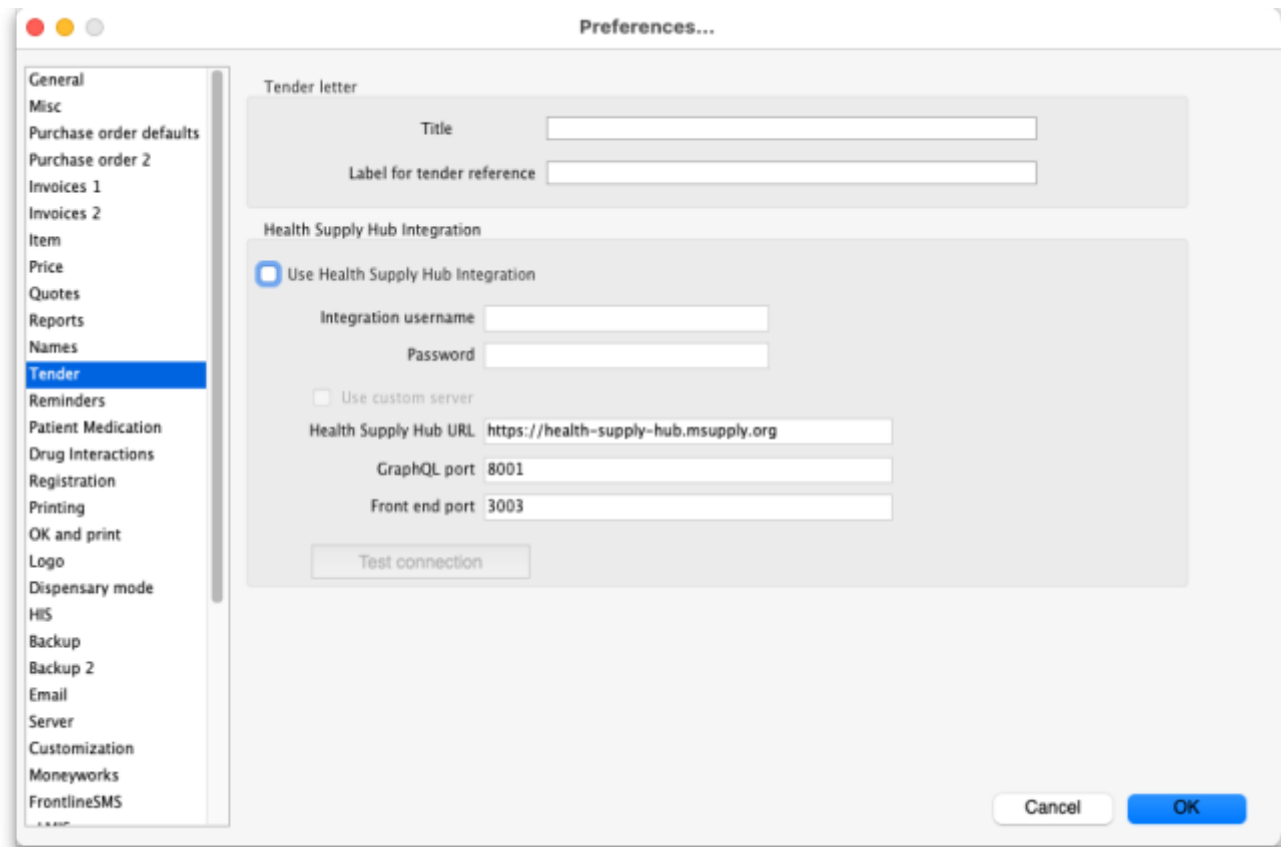 Preferences...
General
Misc
Purchase order defaults
Purchase order 2
Invoices 1
Invoices 2
Item
Price
Quotes
Reports
Names
Tender
Reminders
Patient Medication
Drug Interactions
Registration
Printing
OK and print
Logo
Dispensary mode
HIS
Backup
Backup 2
Email
Server
Customization
Moneyworks
FrontlineSMS
Tender letter
Title
Label for tender reference
Health Supply Hub Integration
Use Health Supply Hub Integration
Integration username
Password
Use custom server
Health Supply Hub URL https://health-supply-hub.msupply.org
GraphQL port 8001
Front end port 3003
Test connection
Cancel OK